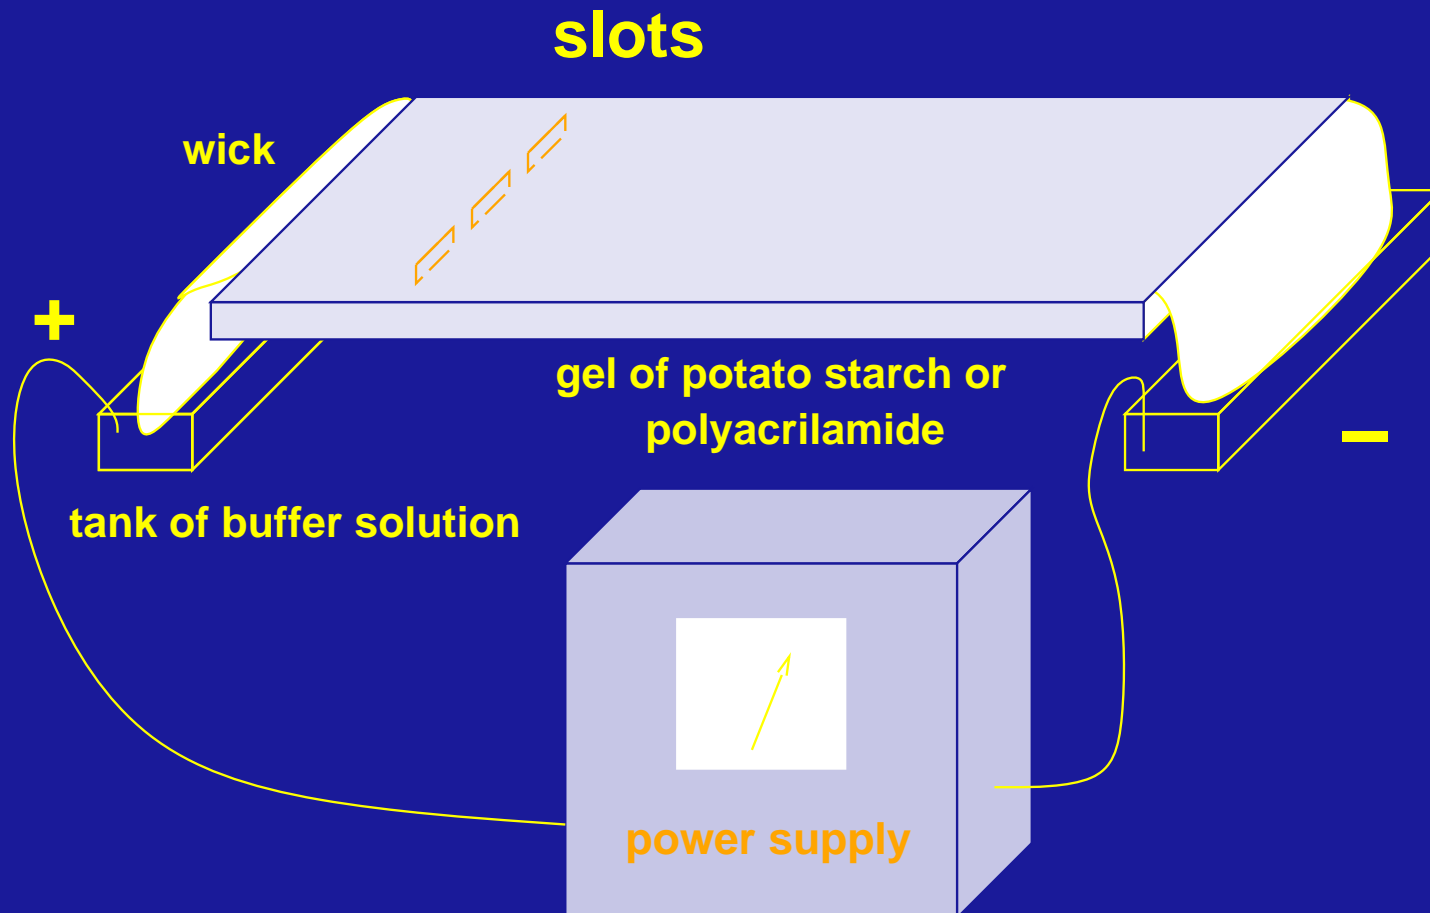 slots
wick
+
gel of potato starch or
polyacrilamide
–
tank of buffer solution
power supply